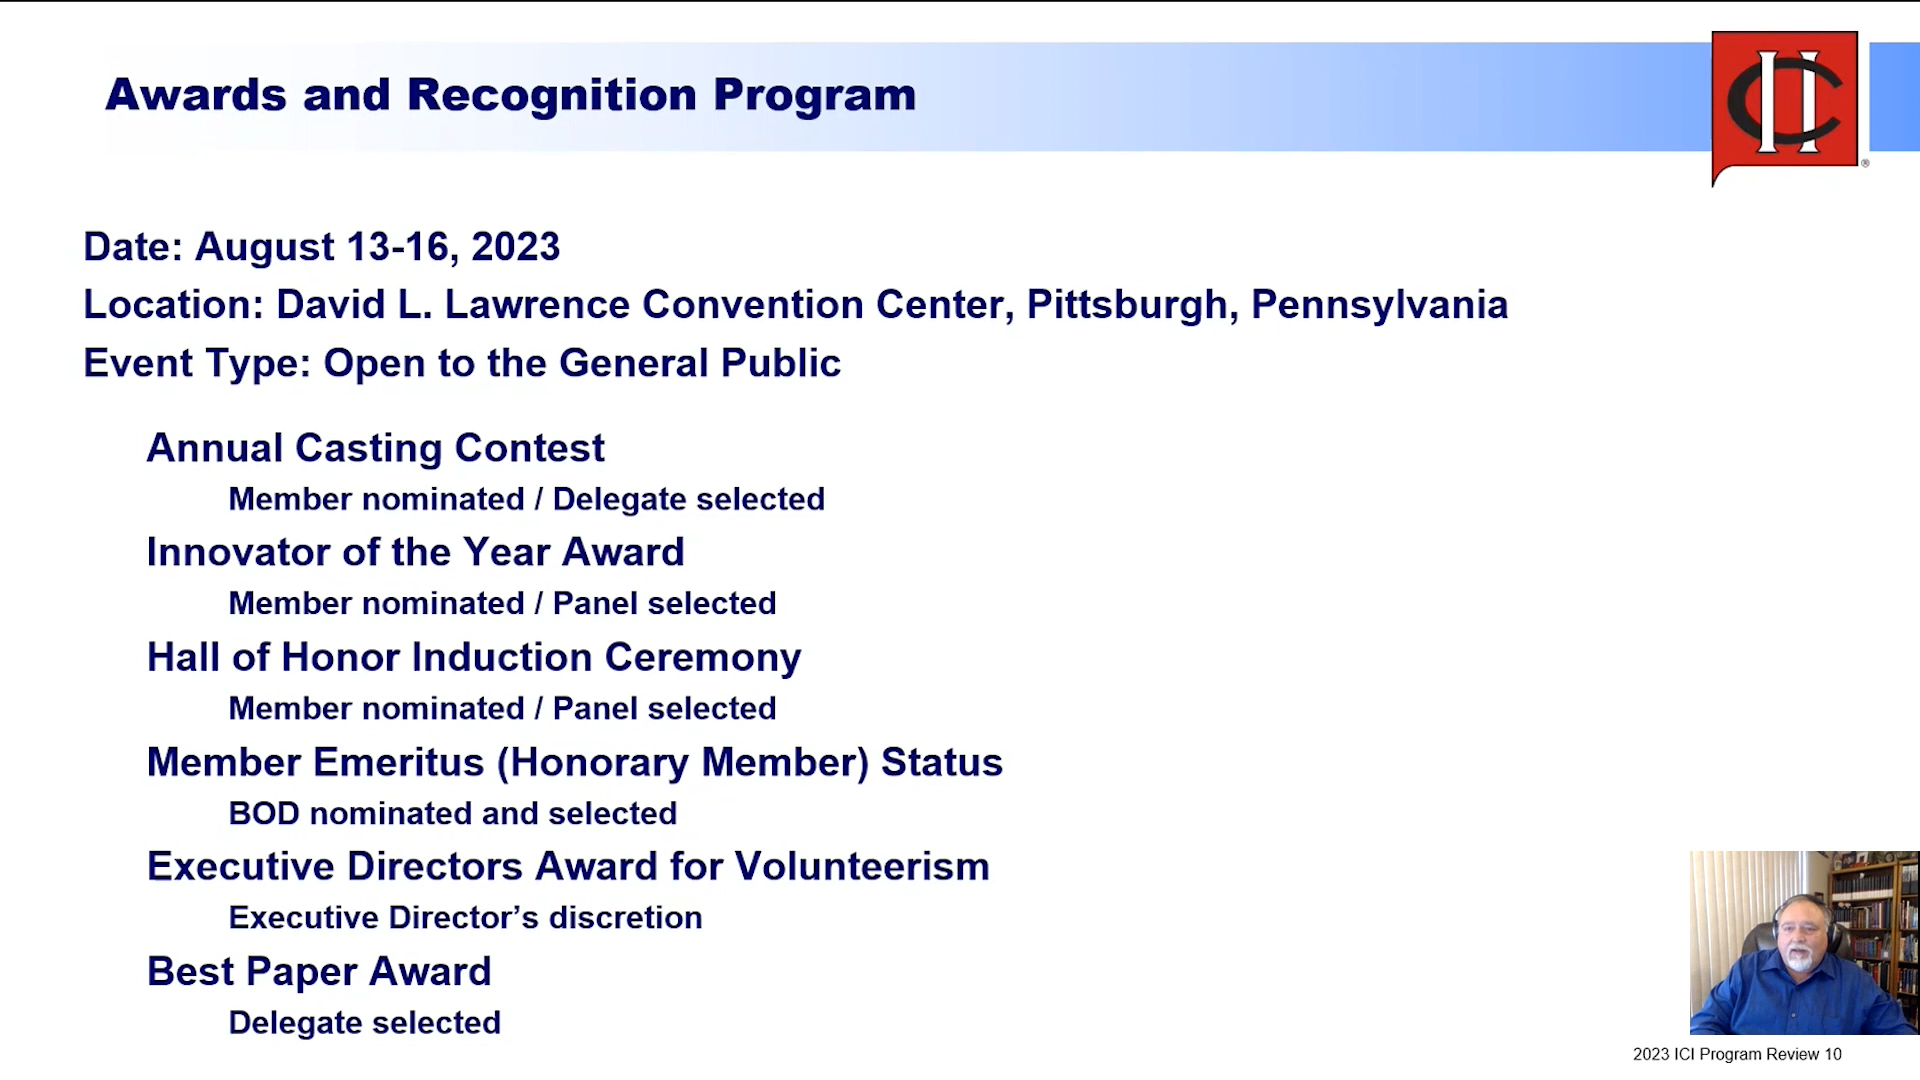 Awards and Recognition Program
ICI
®
Date: August 13-16, 2023
Location: David L. Lawrence Convention Center, Pittsburgh, Pennsylvania
Event Type: Open to the General Public
Annual Casting Contest
Member nominated / Delegate selected
Innovator of the Year Award
Member nominated / Panel selected
Hall of Honor Induction Ceremony
Member nominated / Panel selected
Member Emeritus (Honorary Member) Status
BOD nominated and selected
Executive Directors Award for Volunteerism
Executive Director’s discretion
Best Paper Award
Delegate selected
2023 ICI Program Review 10